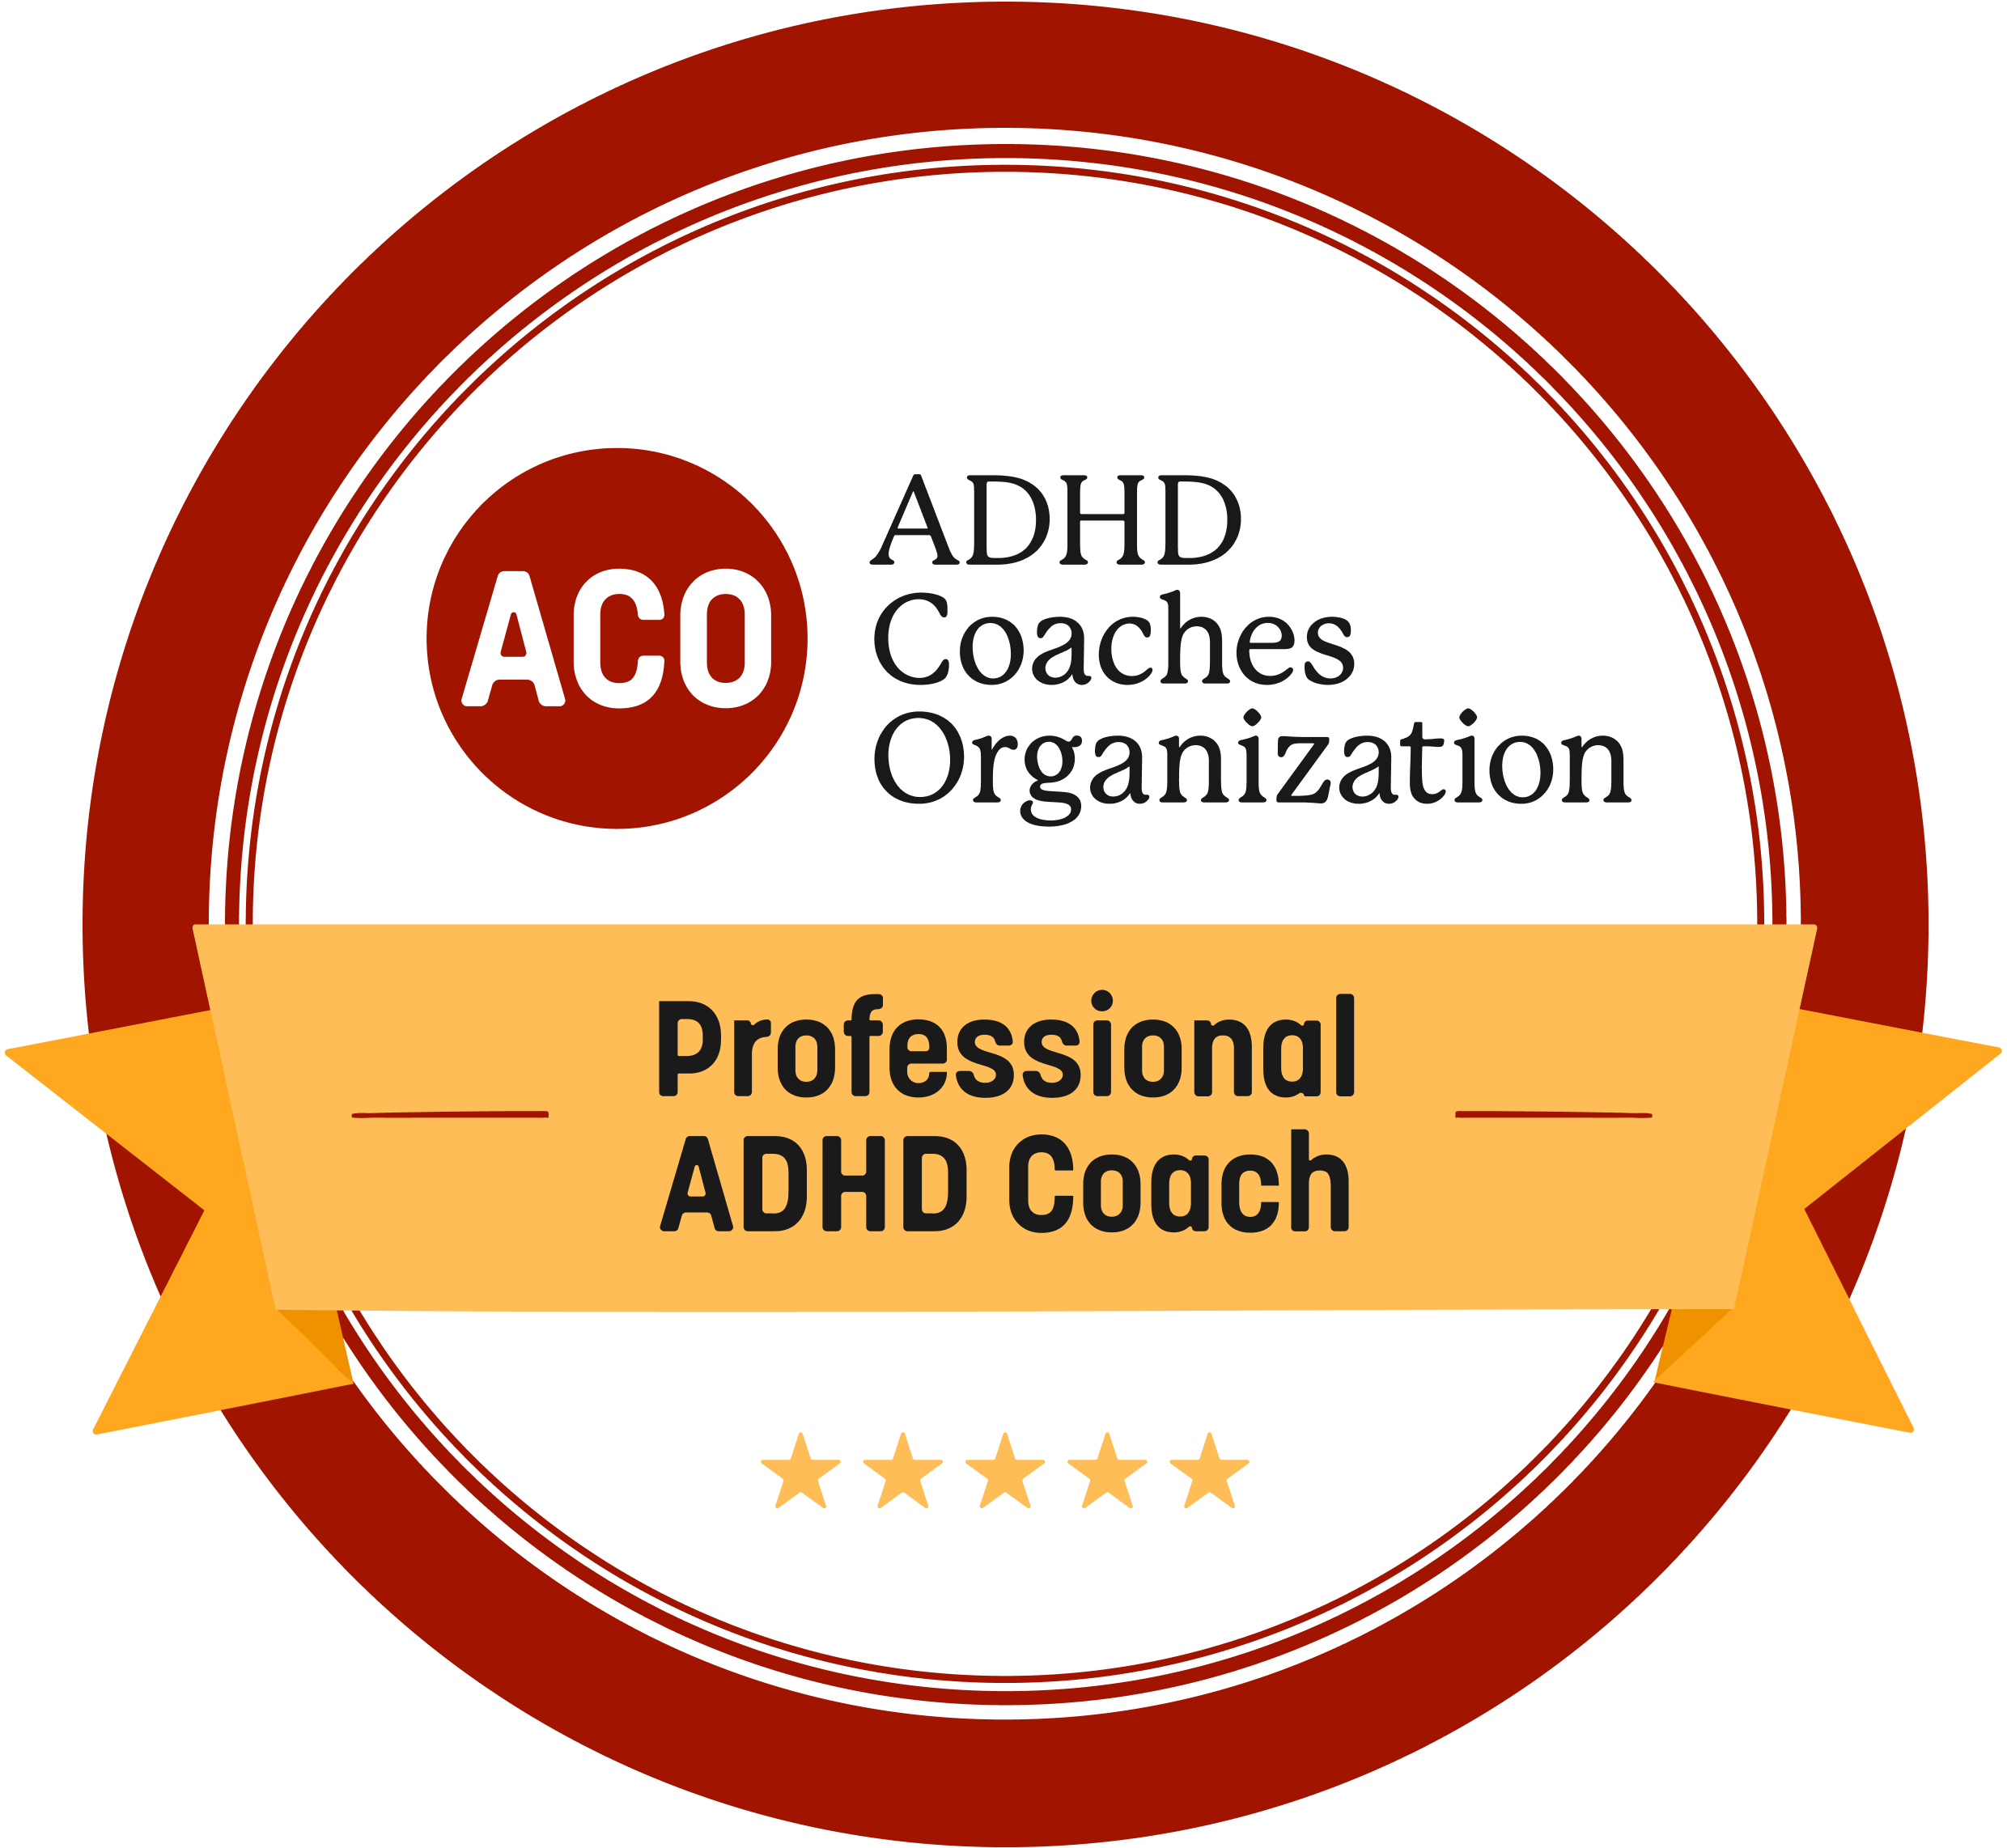 ACO
ADHD
Coaches
Organization
Professional
ADHD Coach